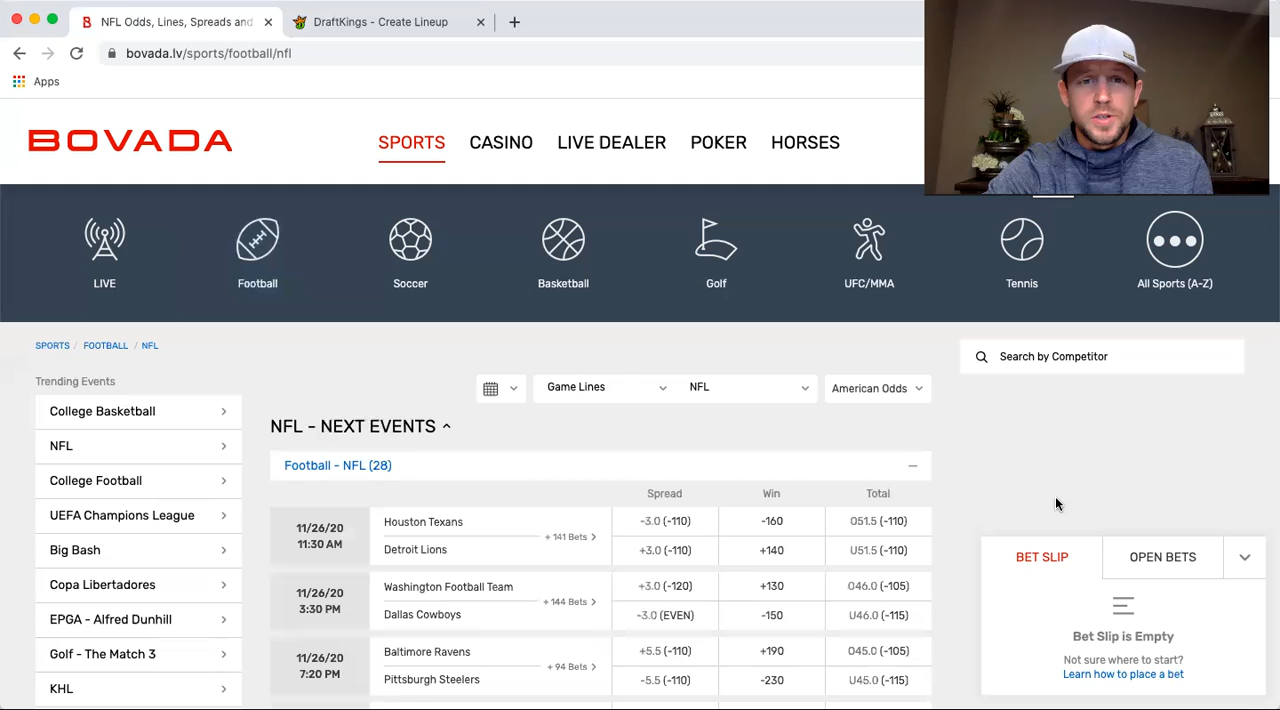 NFL Odds, Lines, Spreads and
DraftKings - Create Lineup
bovada.lv/sports/football/nfl
Apps
BOVADA
SPORTS CASINO LIVE DEALER POKER HORSES
LIVE Football Soccer Basketball Golf UFC/MMA Tennis All Sports (A-Z)
SPORTS / FOOTBALL / NFL
Search by Competitor
Trending Events
College Basketball
NFL
College Football
UEFA Champions League
Big Bash
Copa Libertadores
EPGA - Alfred Dunhill
Golf - The Match 3
KHL
Game Lines NFL American Odds
NFL - NEXT EVENTS
Football - NFL (28)
Spread Win Total
11/26/20
11:30 AM
Houston Texans -3.0 (-110) -160 O51.5 (-110)
+ 141 Bets
Detroit Lions +3.0 (-110) +140 U51.5 (-110)
11/26/20
3:30 PM
Washington Football Team +3.0 (-120) +130 O46.0 (-105)
+ 144 Bets
Dallas Cowboys -3.0 (EVEN) -150 U46.0 (-115)
11/26/20
7:20 PM
Baltimore Ravens +5.5 (-110) +190 O45.0 (-105)
+ 94 Bets
Pittsburgh Steelers -5.5 (-110) -230 U45.0 (-115)
BET SLIP OPEN BETS
Bet Slip is Empty
Not sure where to start?
Learn how to place a bet